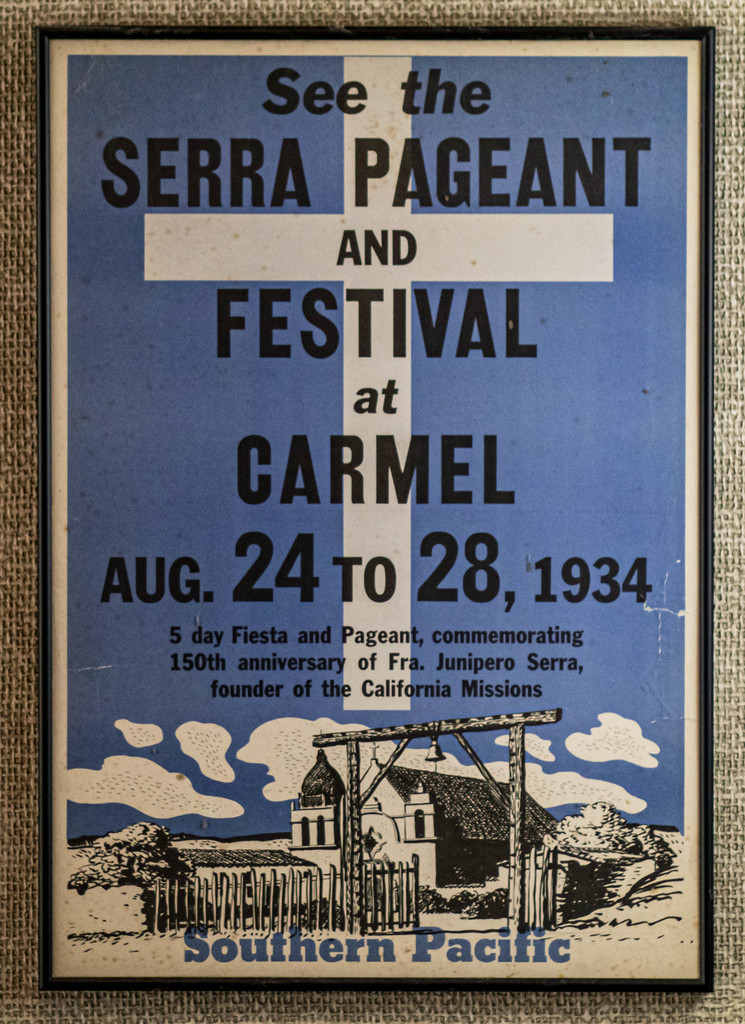 See the
SERRA PAGEANT
AND
FESTIVAL
at
CARMEL
AUG. 24 TO 28, 1934
5 day Fiesta and Pageant, commemorating
150th anniversary of Fra. Junipero Serra,
founder of the California Missions
Southern Pacific